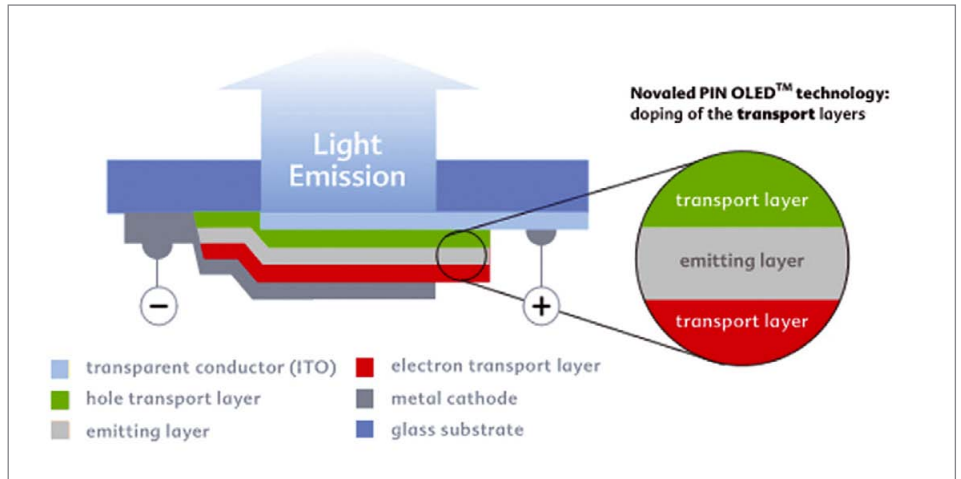 Novaled PIN OLED™ technology:
doping of the transport layers
Light
Emission
transport layer
emitting layer
transport layer
−
+
transparent conductor (ITO)
hole transport layer
emitting layer
electron transport layer
metal cathode
glass substrate